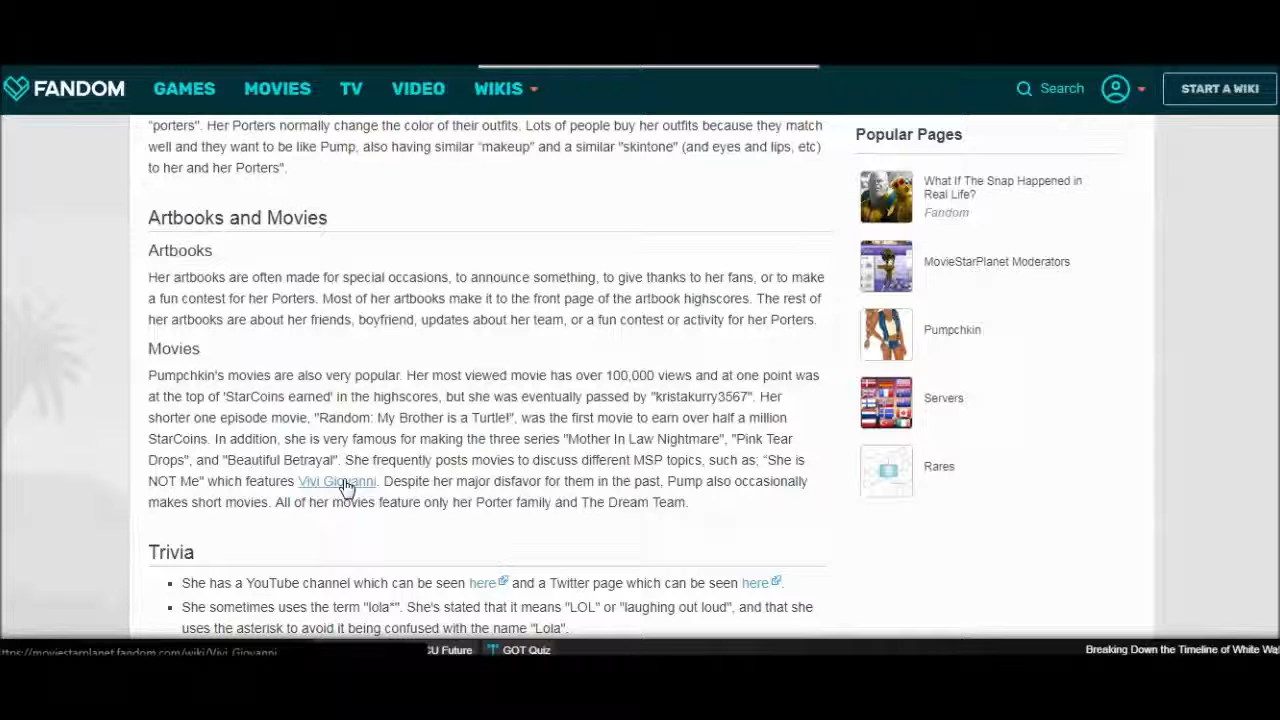 FANDOM GAMES MOVIES TV VIDEO WIKIS Search START A WIKI
"porters". Her Porters normally change the color of their outfits. Lots of people buy her outfits because they match
well and they want to be like Pump, also having similar "makeup" and a similar "skintone" (and eyes and lips, etc)
to her and her Porters".
Artbooks and Movies
Artbooks
Her artbooks are often made for special occasions, to announce something, to give thanks to her fans, or to make
a fun contest for her Porters. Most of her artbooks make it to the front page of the artbook highscores. The rest of
her artbooks are about her friends, boyfriend, updates about her team, or a fun contest or activity for her Porters.
Movies
Pumpchkin's movies are also very popular. Her most viewed movie has over 100,000 views and at one point was
at the top of 'StarCoins earned' in the highscores, but she was eventually passed by "kristakurry3567". Her
shorter one episode movie, "Random: My Brother is a Turtle!", was the first movie to earn over half a million
StarCoins. In addition, she is very famous for making the three series "Mother In Law Nightmare", "Pink Tear
Drops", and "Beautiful Betrayal". She frequently posts movies to discuss different MSP topics, such as; "She is
NOT Me" which features Vivi Giovanni. Despite her major disfavor for them in the past, Pump also occasionally
makes short movies. All of her movies feature only her Porter family and The Dream Team.
Trivia
She has a YouTube channel which can be seen here and a Twitter page which can be seen here.
She sometimes uses the term "lola*". She's stated that it means "LOL" or "laughing out loud", and that she
uses the asterisk to avoid it being confused with the name "Lola".
Popular Pages
What If The Snap Happened in
Real Life?
Fandom
MovieStarPlanet Moderators
Pumpchkin
Servers
Rares
ttps://moviestarplanet.fandom.com/wiki/Vivi_Giovanni
CU Future GOT Quiz Breaking Down the Timeline of White Wa